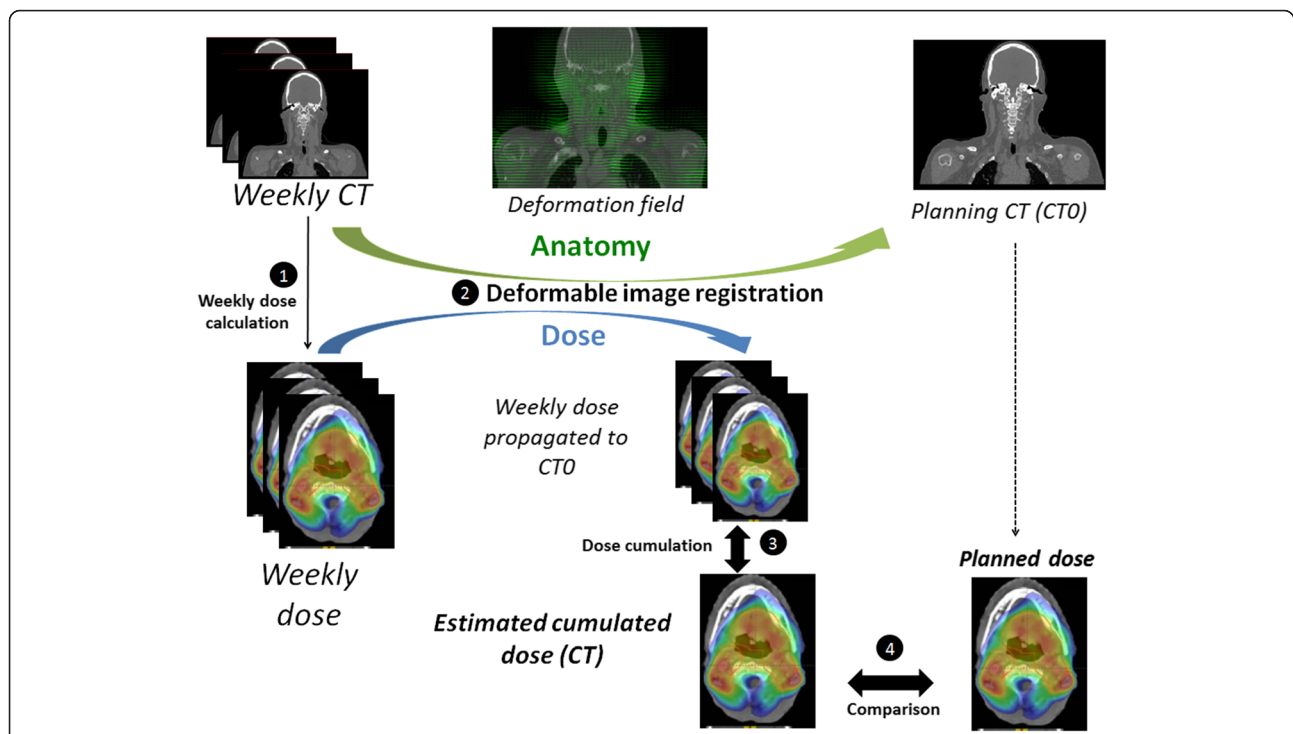 Weekly CT
Deformation field
Planning CT (CT0)
Anatomy
1
Weekly dose
calculation
2 Deformable image registration
Dose
Weekly dose
propagated to
CT0
Dose cumulation
3
Weekly
dose
Planned dose
Estimated cumulated
dose (CT)
4
Comparison